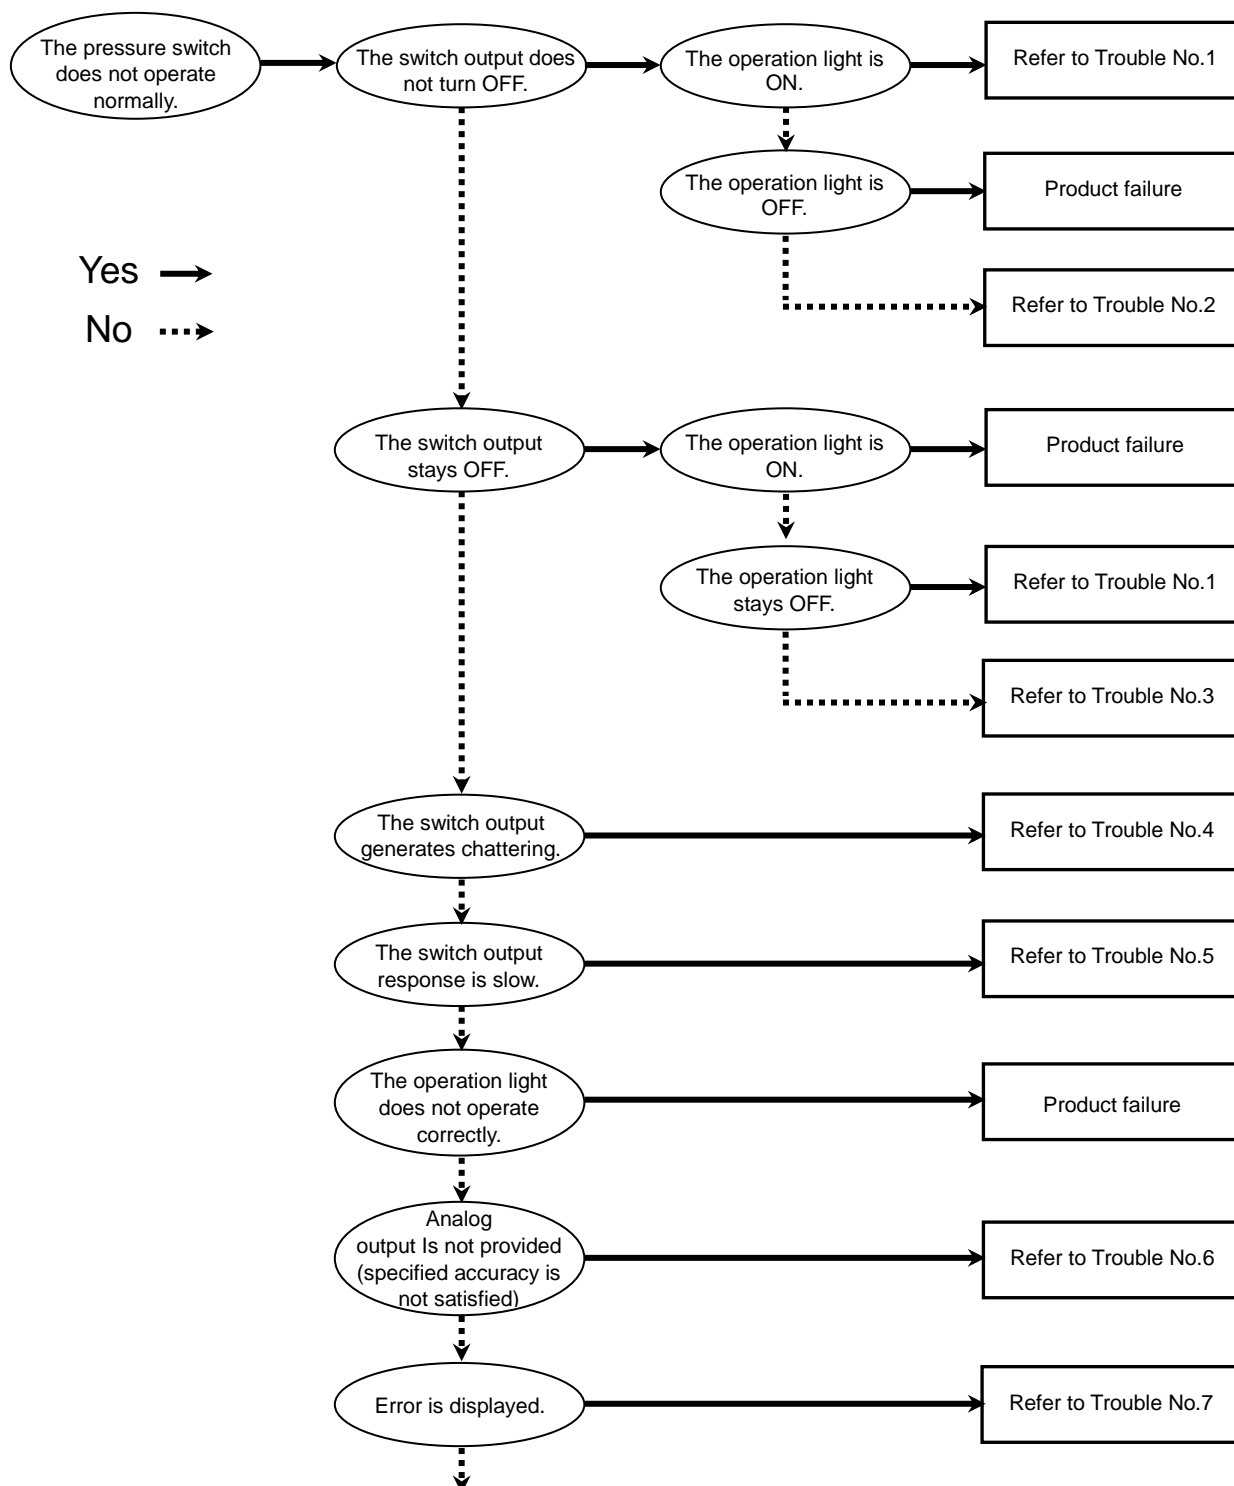 The pressure switch
does not operate
normally.
The switch output does
not turn OFF.
The operation light is
ON.
Refer to Trouble No.1
The operation light is
OFF.
Product failure
Yes
No
Refer to Trouble No.2
The switch output
stays OFF.
The operation light is
ON.
Product failure
The operation light
stays OFF.
Refer to Trouble No.1
Refer to Trouble No.3
The switch output
generates chattering.
Refer to Trouble No.4
The switch output
response is slow.
Refer to Trouble No.5
The operation light
does not operate
correctly.
Product failure
Analog
output Is not provided
(specified accuracy is
not satisfied)
Refer to Trouble No.6
Error is displayed.
Refer to Trouble No.7